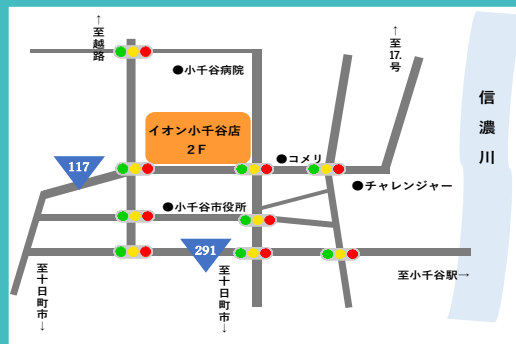 ↑至越路
↑至17号
●小千谷病院
イオン小千谷店
2F
●コメリ
117
●チャレンジャー
●小千谷市役所
291
信濃川
至小千谷駅→
至十日町市↓
至十日町市↓